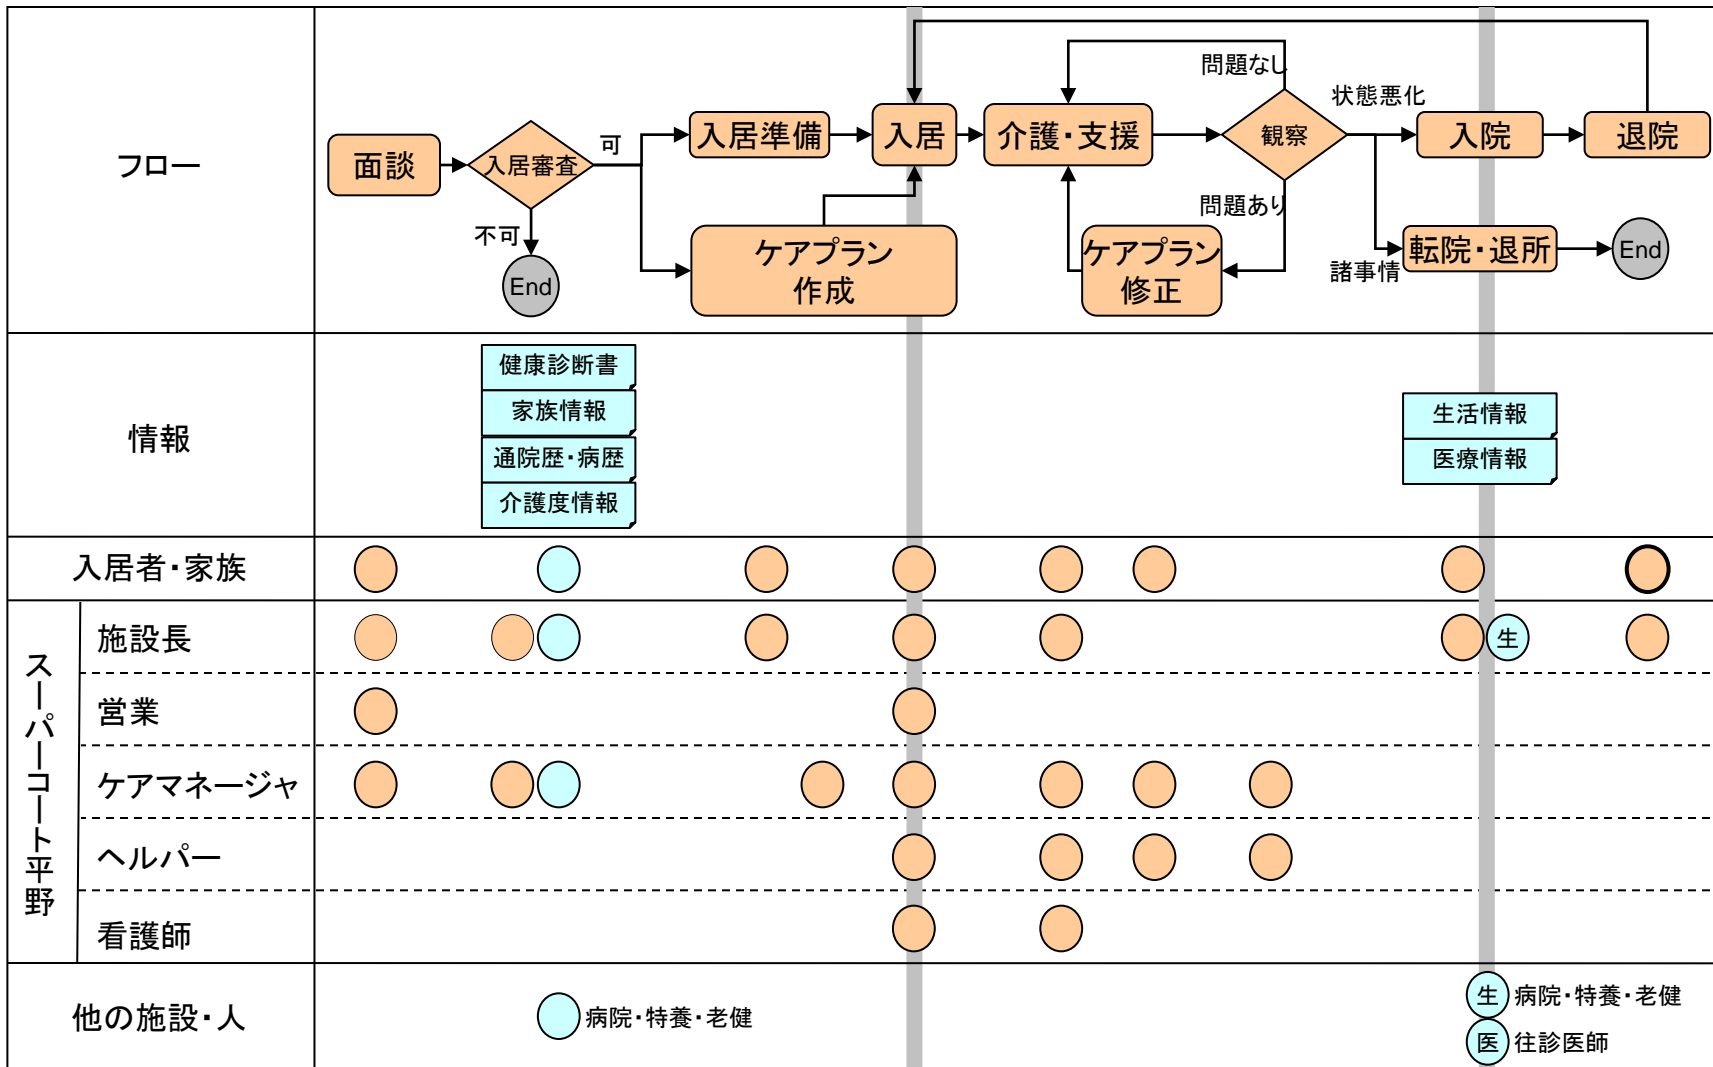 フロー
面談
入居審査
可
不可
End
入居準備
ケアプラン
作成
入居
介護・支援
問題なし
観察
問題あり
ケアプラン
修正
状態悪化
入院
退院
諸事情
転院・退所
End
情報
健康診断書
家族情報
通院歴・病歴
介護度情報
生活情報
医療情報
入居者・家族
スーパーコート平野
施設長
生
営業
ケアマネージャ
ヘルパー
看護師
他の施設・人
病院・特養・老健
生 病院・特養・老健
医 往診医師